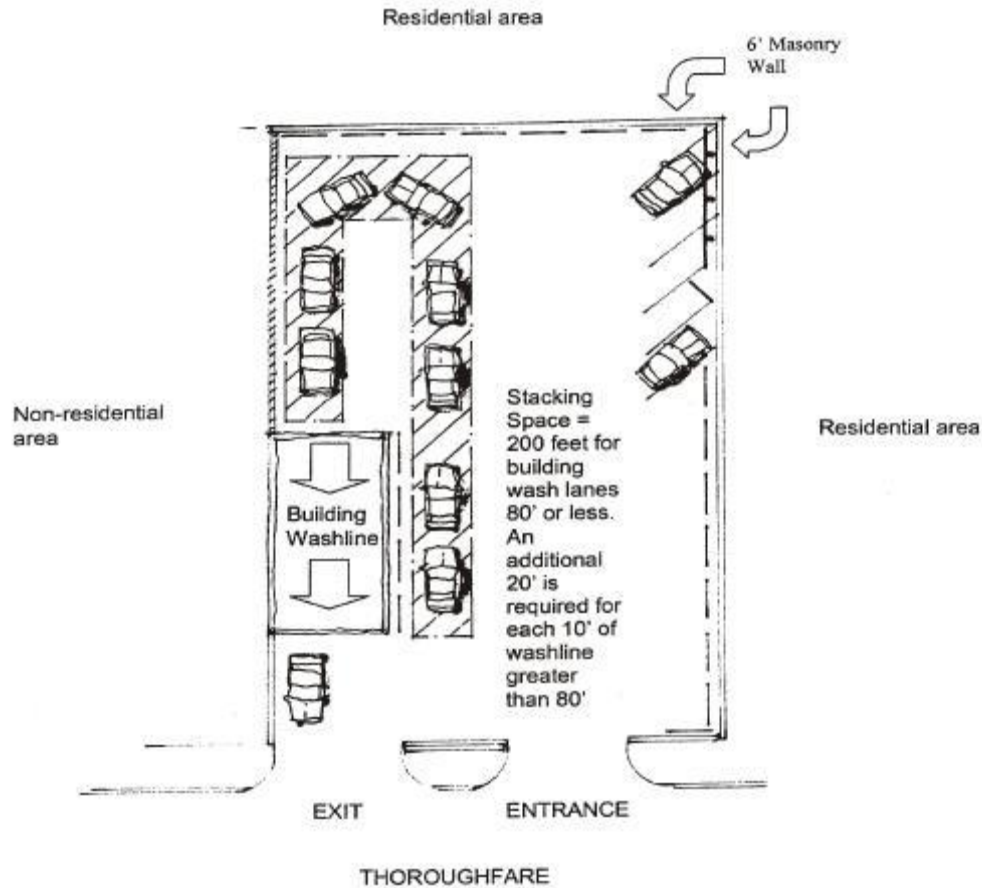 Residential area
6' Masonry
Wall
Non-residential
area
Building
Washline
Stacking
Space =
200 feet for
building
wash lanes
80' or less.
An
additional
20' is
required for
each 10' of
washline
greater
than 80'
Residential area
EXIT
ENTRANCE
THOROUGHFARE